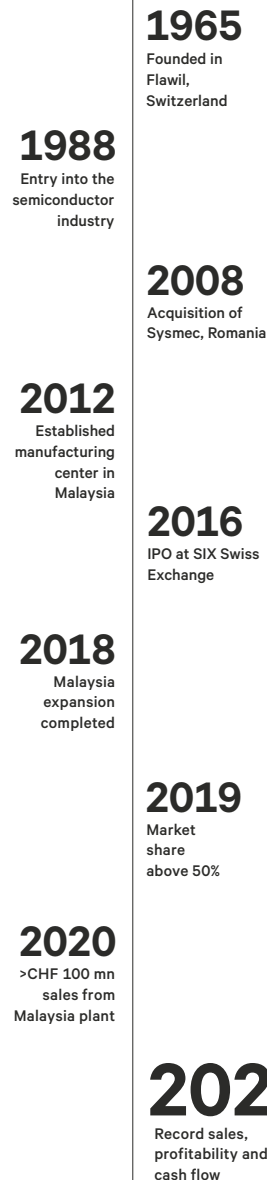 1965
Founded in
Flawil,
Switzerland
1988
Entry into the
semiconductor
industry
2008
Acquisition of
Sysmec, Romania
2012
Established
manufacturing
center in
Malaysia
2016
IPO at SIX Swiss
Exchange
2018
Malaysia
expansion
completed
2019
Market
share
above 50%
2020
>CHF 100 mn
sales from
Malaysia plant
202
Record sales,
profitability and
cash flow